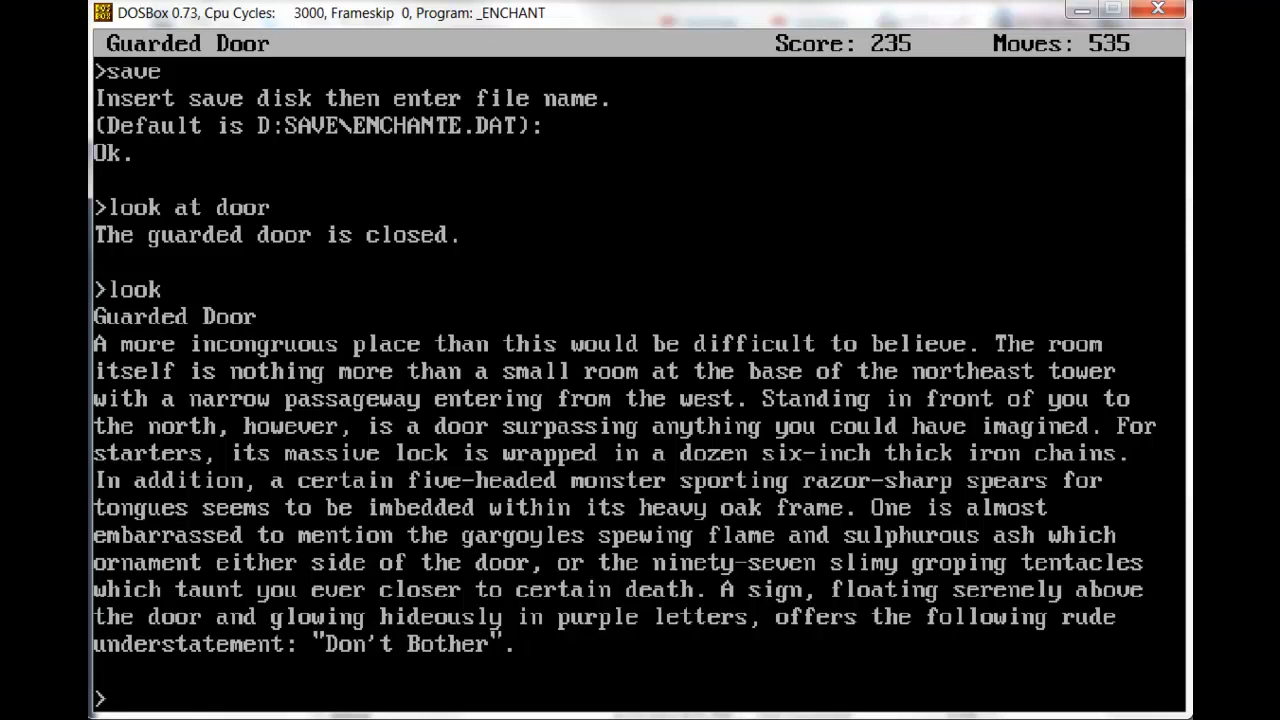 DOSBox 0.73, Cpu Cycles: 3000, Frameskip 0, Program: _ENCHANT
Guarded Door Score: 235 Moves: 535
>save
Insert save disk then enter file name.
(Default is D:SAVE\ENCHANTE.DAT):
Ok.
>look at door
The guarded door is closed.
>look
Guarded Door
A more incongruous place than this would be difficult to believe. The room
itself is nothing more than a small room at the base of the northeast tower
with a narrow passageway entering from the west. Standing in front of you to
the north, however, is a door surpassing anything you could have imagined. For
starters, its massive lock is wrapped in a dozen six-inch thick iron chains.
In addition, a certain five-headed monster sporting razor-sharp spears for
tongues seems to be imbedded within its heavy oak frame. One is almost
embarrassed to mention the gargoyles spewing flame and sulphurous ash which
ornament either side of the door, or the ninety-seven slimy groping tentacles
which taunt you ever closer to certain death. A sign, floating serenely above
the door and glowing hideously in purple letters, offers the following rude
understatement: "Don't Bother".
>